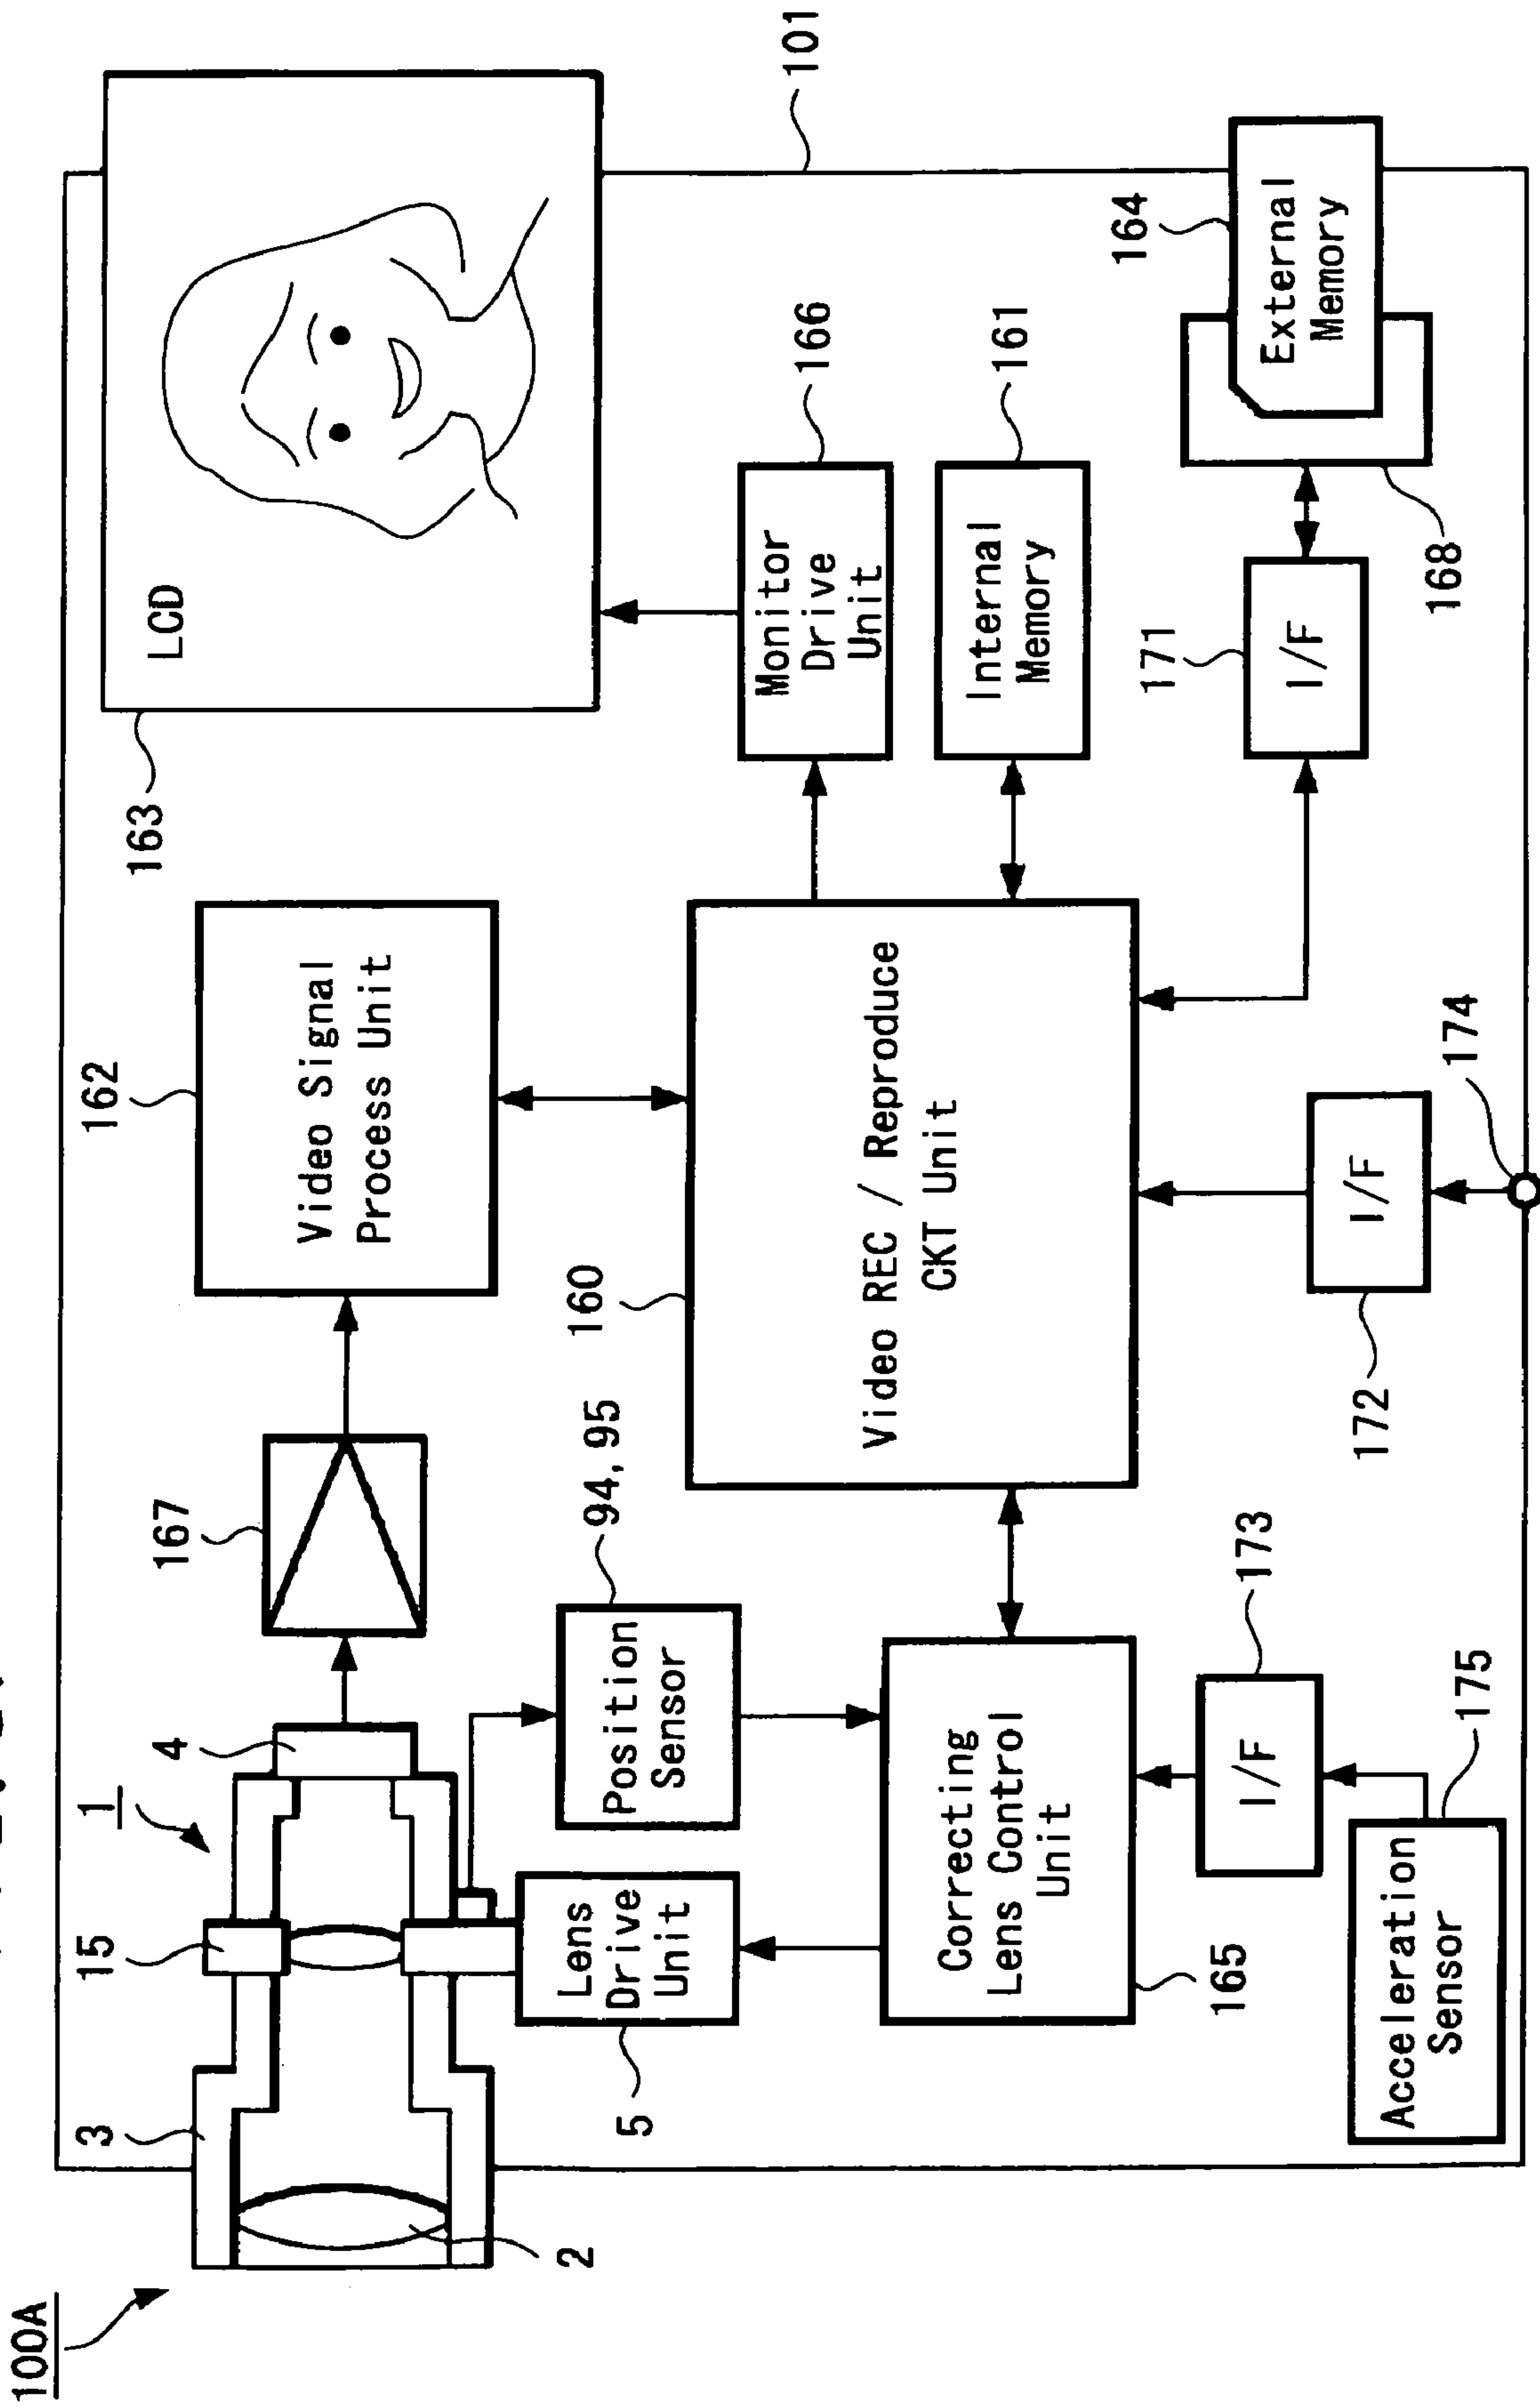 100A
3
15
1
4
167
162
163
LCD
2
5
Lens
Drive
Unit
Position
Sensor
94, 95
160
Video Signal
Process Unit
101
Correcting
Lens Control
Unit
165
Video REC / Reproduce
CKT Unit
Monitor
Drive
Unit
166
Internal
Memory
161
164
External
Memory
168
171
I/F
173
I/F
172
I/F
174
Acceleration
Sensor
175